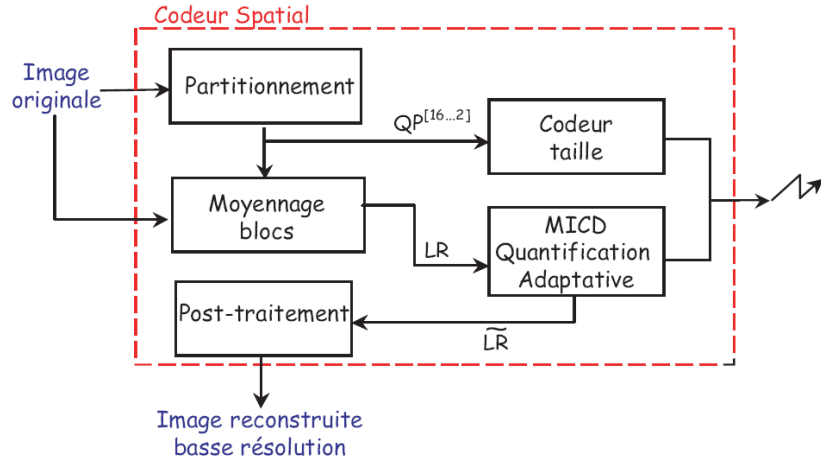 Codeur Spatial
Image
originale
Partitionnement
QP[16...2]
Codeur
taille
Moyennage
blocs
LR
MICD
Quantification
Adaptative
Post-traitement
L͠R
Image reconstruite
basse résolution